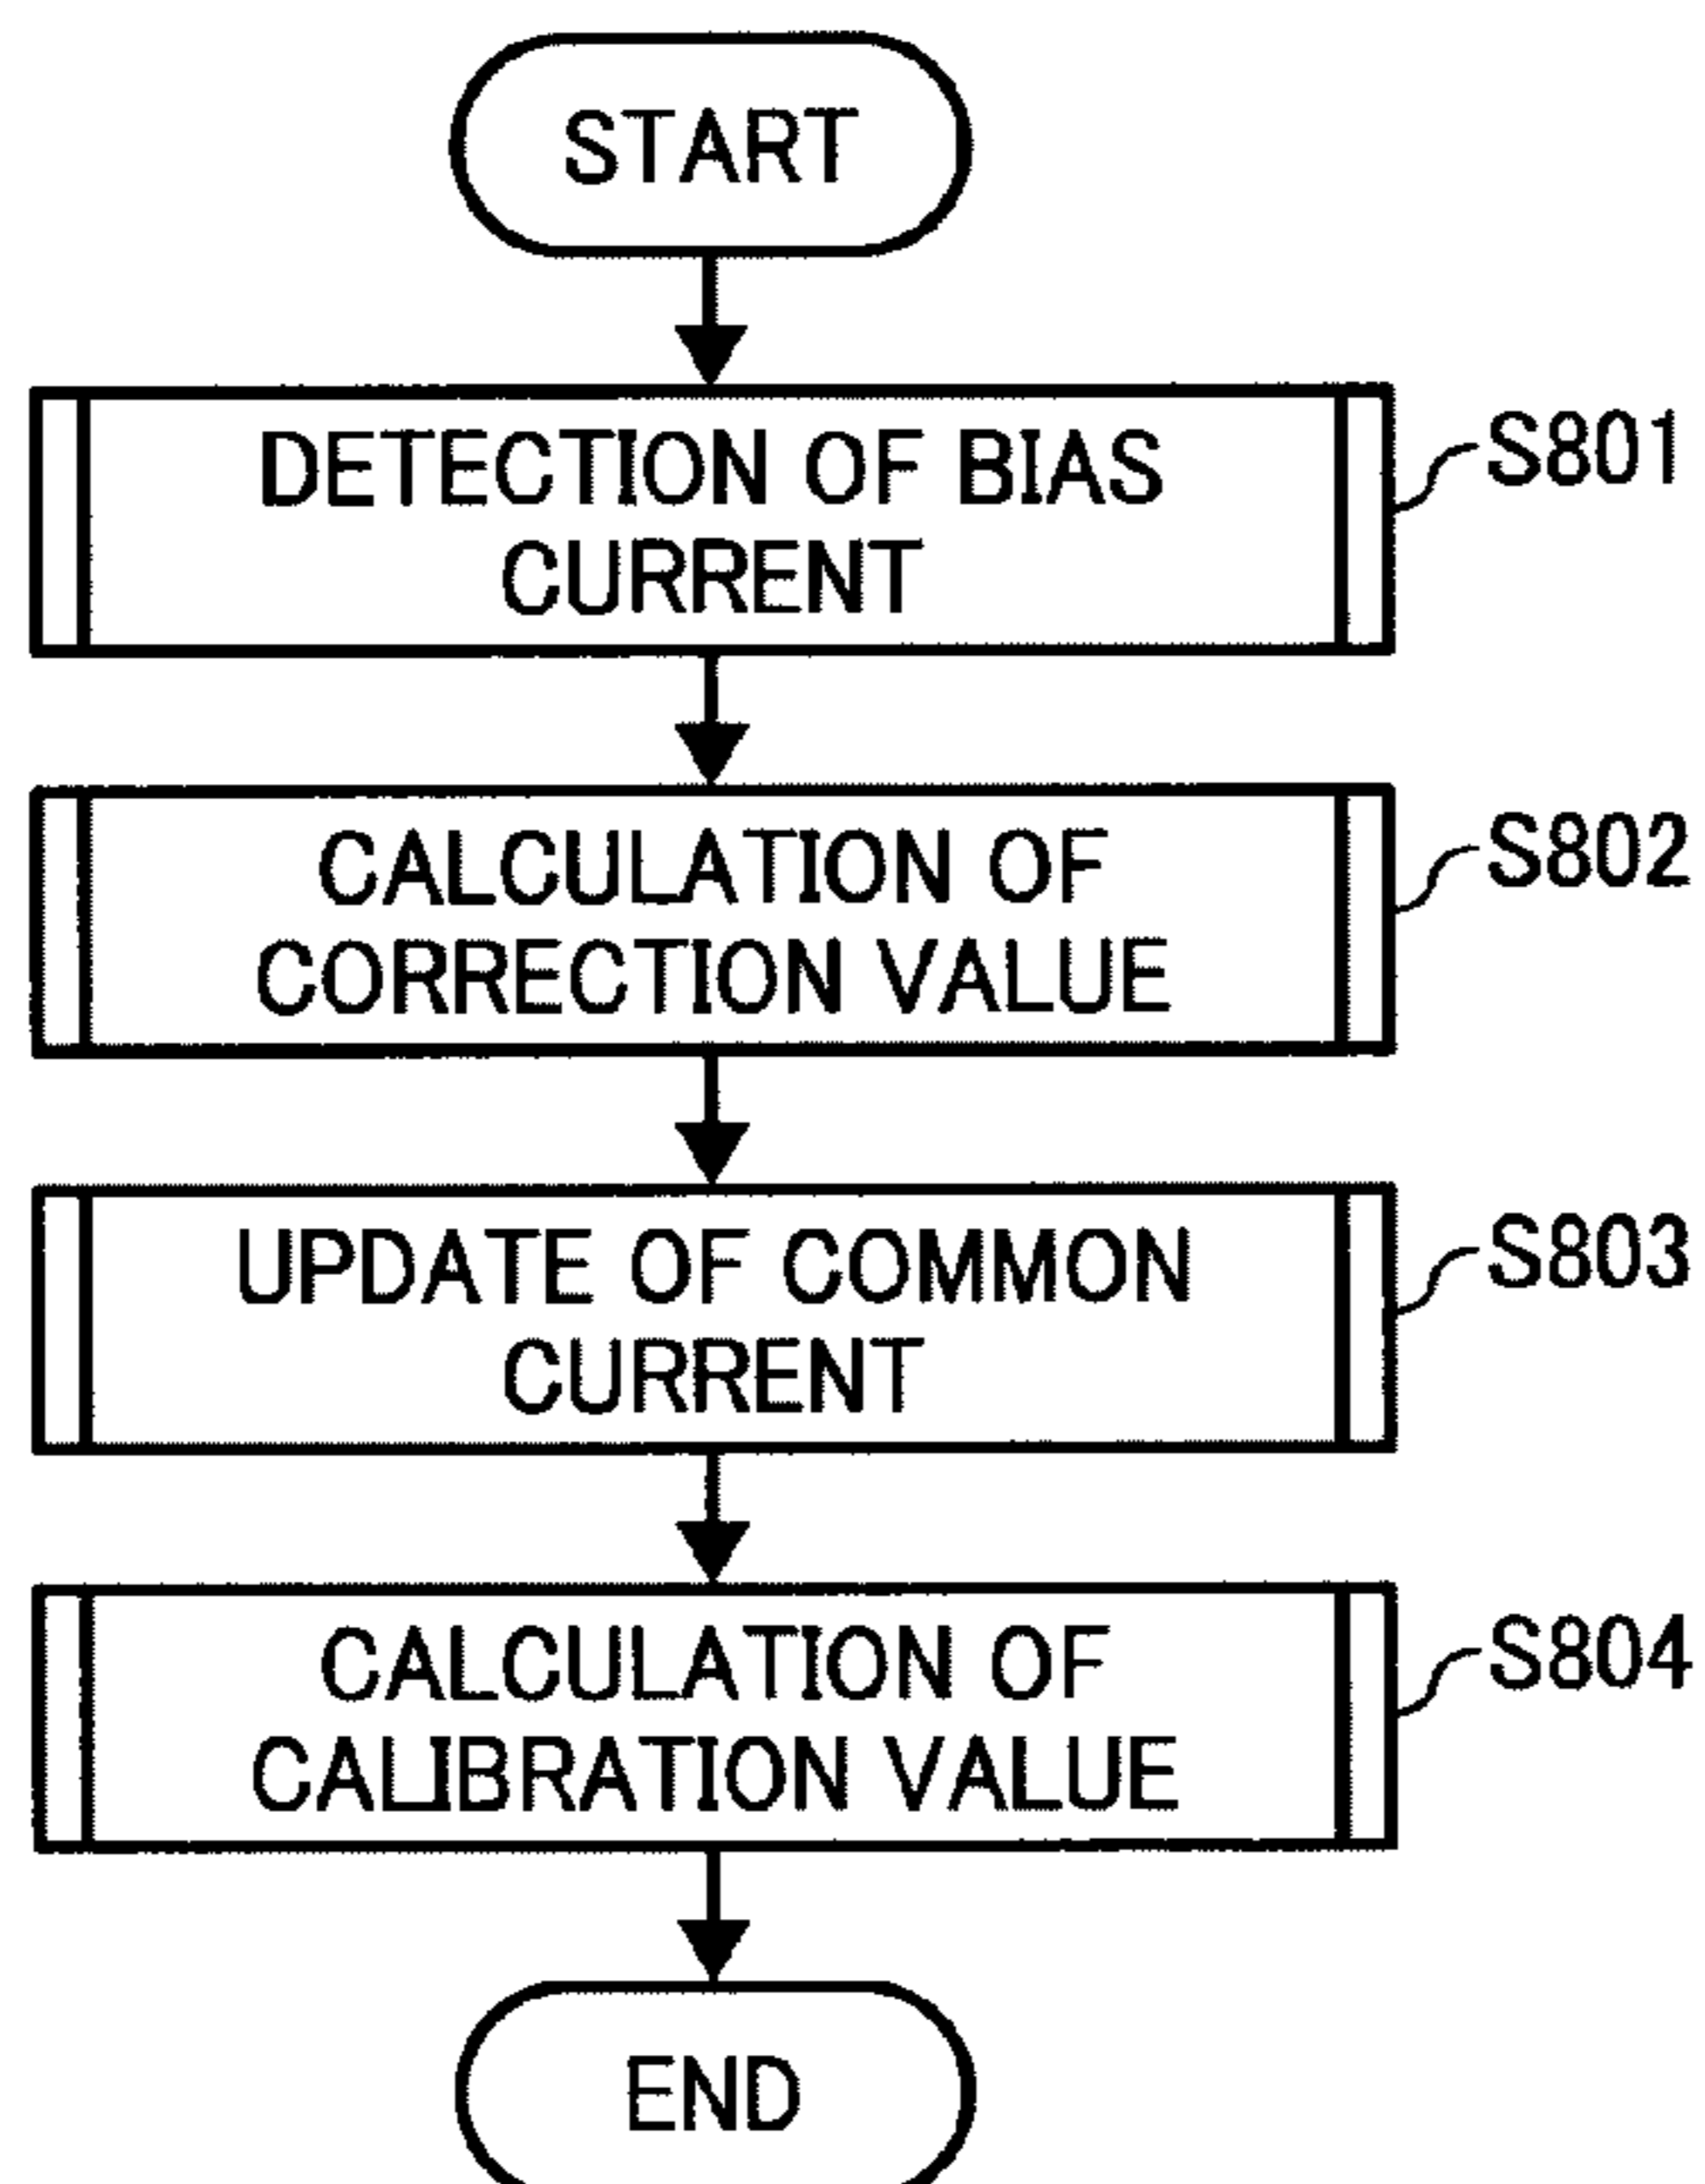 START
DETECTION OF BIAS
CURRENT
S801
CALCULATION OF
CORRECTION VALUE
S802
UPDATE OF COMMON
CURRENT
S803
CALCULATION OF
CALIBRATION VALUE
S804
END